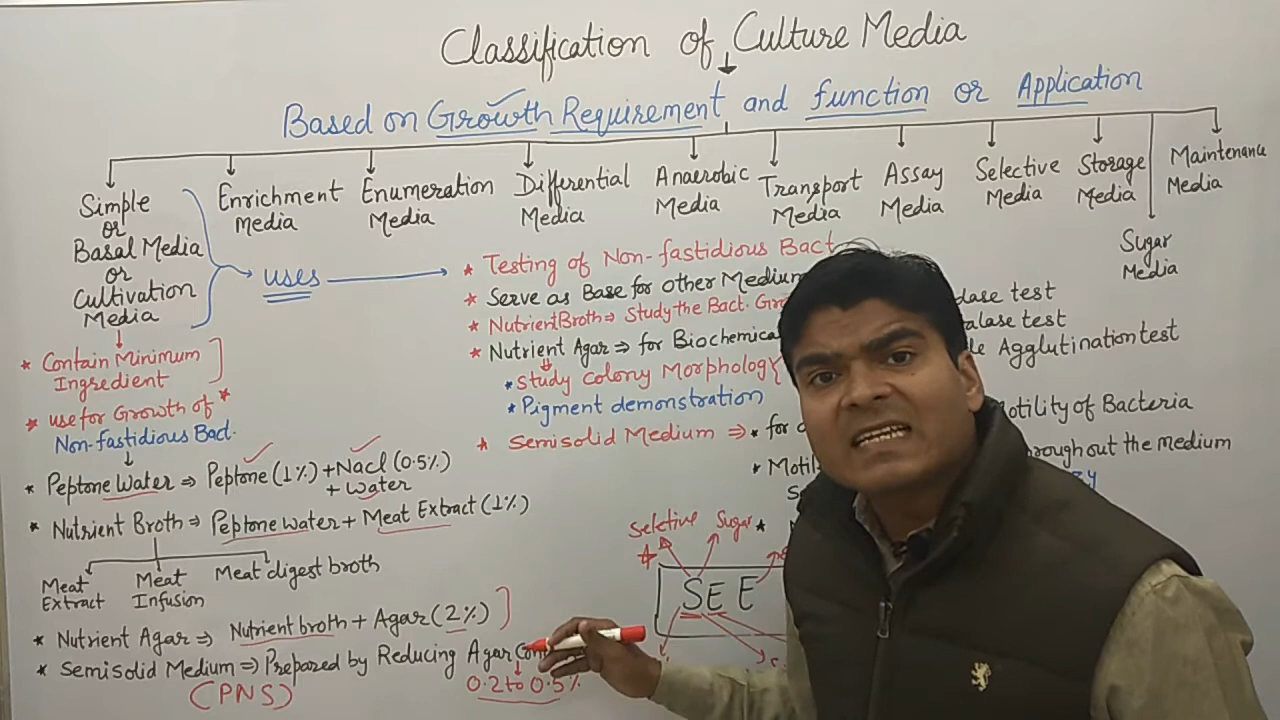 Classification of Culture Media
Based on Growth Requirement and function or Application
Simple
or
Basal Media
or
Cultivation
Media
Enrichment
Media
Enumeration
Media
Differential
Media
Anaerobic
Media
Transport
Media
Assay
Media
Selective
Media
Storage
Media
Sugar
Media
Maintenance
Media
uses
* Contain Minimum
Ingredient
* use for Growth of *
Non-fastidious Bact.
* Peptone Water ⇒ Peptone (1%) + Nacl (0.5%)
+ Water
* Nutrient Broth ⇒ Peptone water + Meat Extract (1%)
Meat
Extract
Meat
Infusion
Meat digest broth
* Nutrient Agar ⇒ Nutrient broth + Agar (2%)
* Semisolid Medium ⇒ Prepared by Reducing Agar
0.2 to 0.5%
(PNS)
* Testing of Non-fastidious Bact
* Serve as Base for other Medium
* Nutrient Broth ⇒ Study the Bact.
* Nutrient Agar ⇒ for Biochemical
* Study Colony Morphology {
* Pigment demonstration
* Semisolid Medium ⇒ * for
test
test
Agglutination test
Motility of Bacteria
* Motil
throughout the medium
Selective
Sugar *
SEE